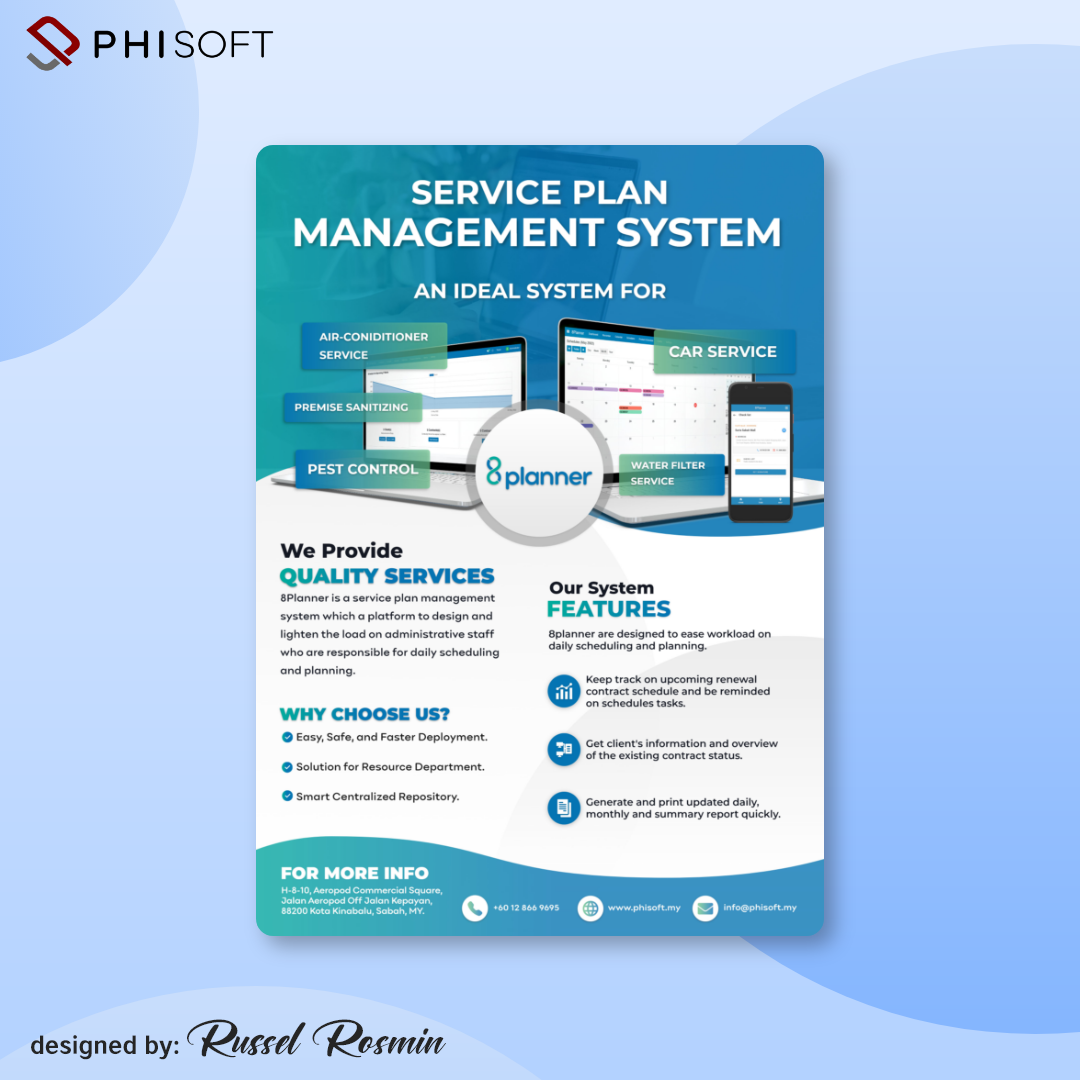 PHISOFT
SERVICE PLAN
MANAGEMENT SYSTEM
AN IDEAL SYSTEM FOR
AIR-CONIDITIONER
SERVICE
PREMISE SANITIZING
PEST CONTROL
CAR SERVICE
WATER FILTER
SERVICE
8planner
We Provide
QUALITY SERVICES
8Planner is a service plan management
system which a platform to design and
lighten the load on administrative staff
who are responsible for daily scheduling
and planning.
WHY CHOOSE US?
Easy, Safe, and Faster Deployment.
Solution for Resource Department.
Smart Centralized Repository.
Our System
FEATURES
8planner are designed to ease workload on
daily scheduling and planning.
Keep track on upcoming renewal
contract schedule and be reminded
on schedules tasks.
Get client's information and overview
of the existing contract status.
Generate and print updated daily,
monthly and summary report quickly.
FOR MORE INFO
H-8-10, Aeropod Commercial Square,
Jalan Aeropod Off Jalan Kepayan,
88200 Kota Kinabalu, Sabah, MY.
+60 12 866 9695
www.phisoft.my
info@phisoft.my
designed by: Russel Rosmin